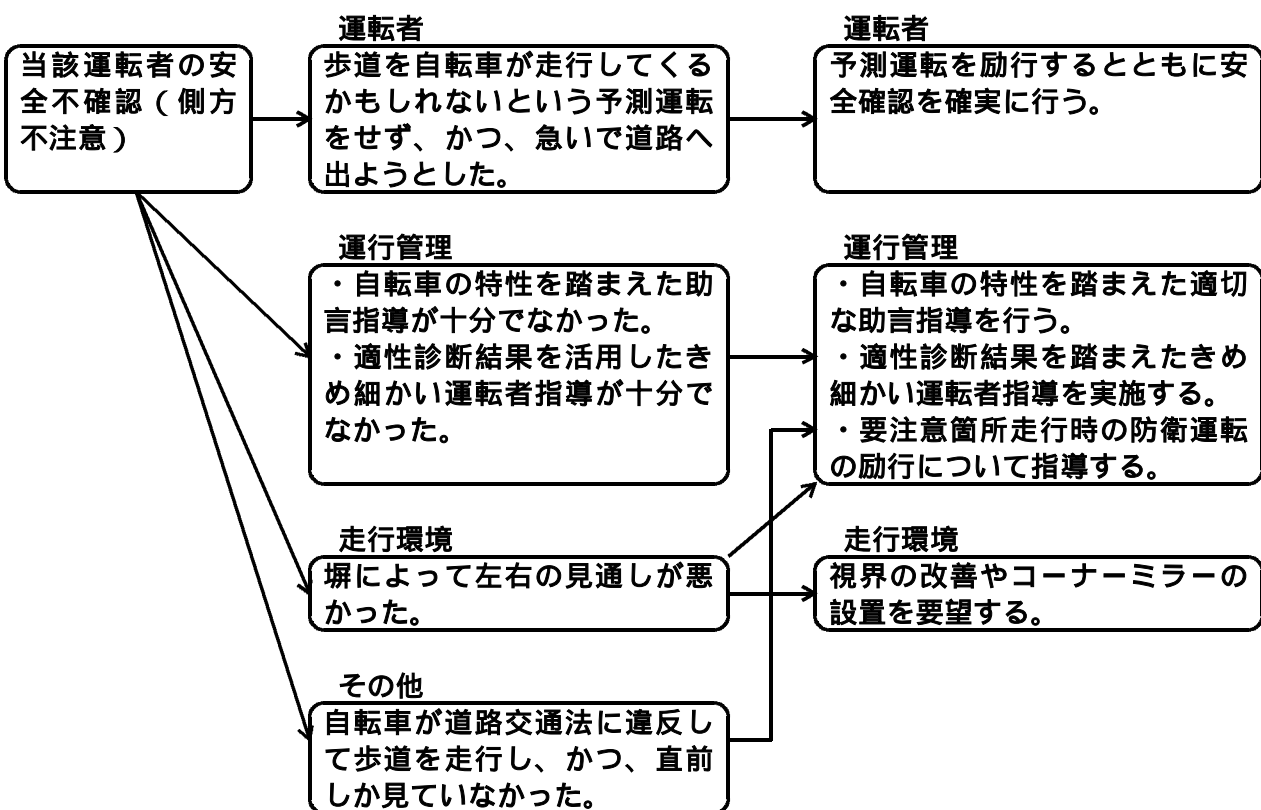 当該運転者の安
全不確認（側方
不注意）
運転者
歩道を自転車が走行してくる
かもしれないという予測運転
をせず、かつ、急いで道路へ
出ようとした。
運転者
予測運転を励行するとともに安
全確認を確実に行う。
運行管理
・自転車の特性を踏まえた助
言指導が十分でなかった。
・適性診断結果を活用したき
め細かい運転者指導が十分で
なかった。
運行管理
・自転車の特性を踏まえた適切
な助言指導を行う。
・適性診断結果を踏まえたきめ
細かい運転者指導を実施する。
・要注意箇所走行時の防衛運転
の励行について指導する。
走行環境
塀によって左右の見通しが悪
かった。
走行環境
視界の改善やコーナーミラーの
設置を要望する。
その他
自転車が道路交通法に違反し
て歩道を走行し、かつ、直前
しか見ていなかった。